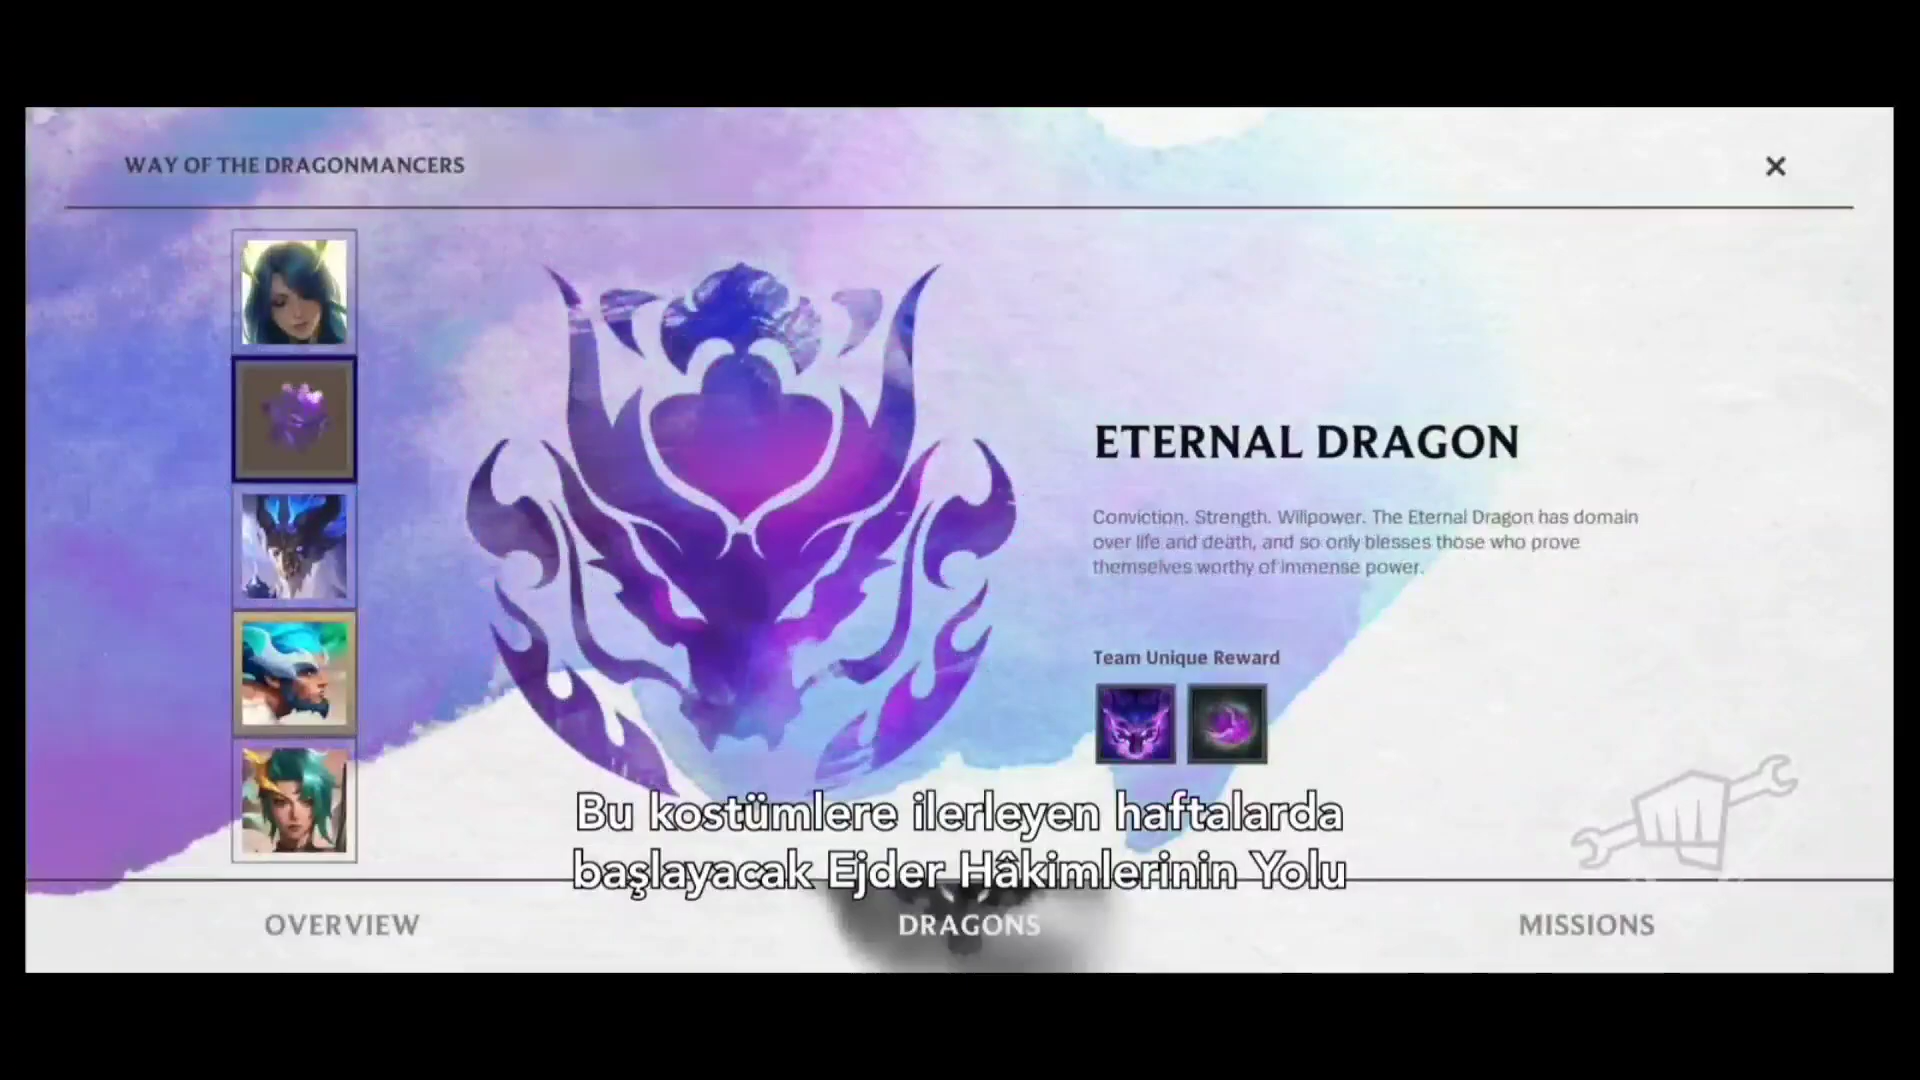 WAY OF THE DRAGONMANCERS
ETERNAL DRAGON
Conviction. Strength. Willpower. The Eternal Dragon has domain
over life and death, and so only blesses those who prove
themselves worthy of immense power.
Team Unique Reward
Bu kostümlere ilerleyen haftalarda
başlayacak Ejder Hâkimlerinin Yolu
OVERVIEW
DRAGONS
MISSIONS